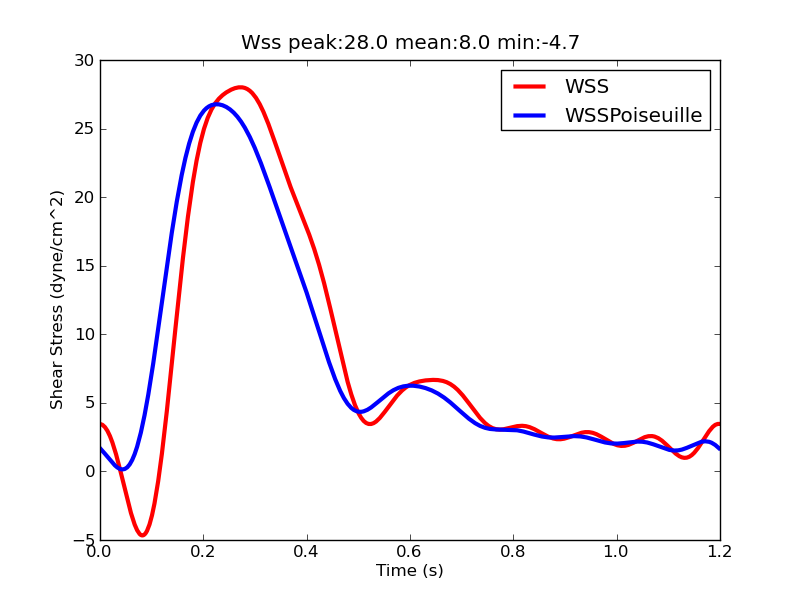 Wss peak:28.0 mean:8.0 min:-4.7
WSS
WSSPoiseuille
30
25
20
15
10
5
0
−5
Shear Stress (dyne/cm^2)
0.0 0.2 0.4 0.6 0.8 1.0 1.2
Time (s)